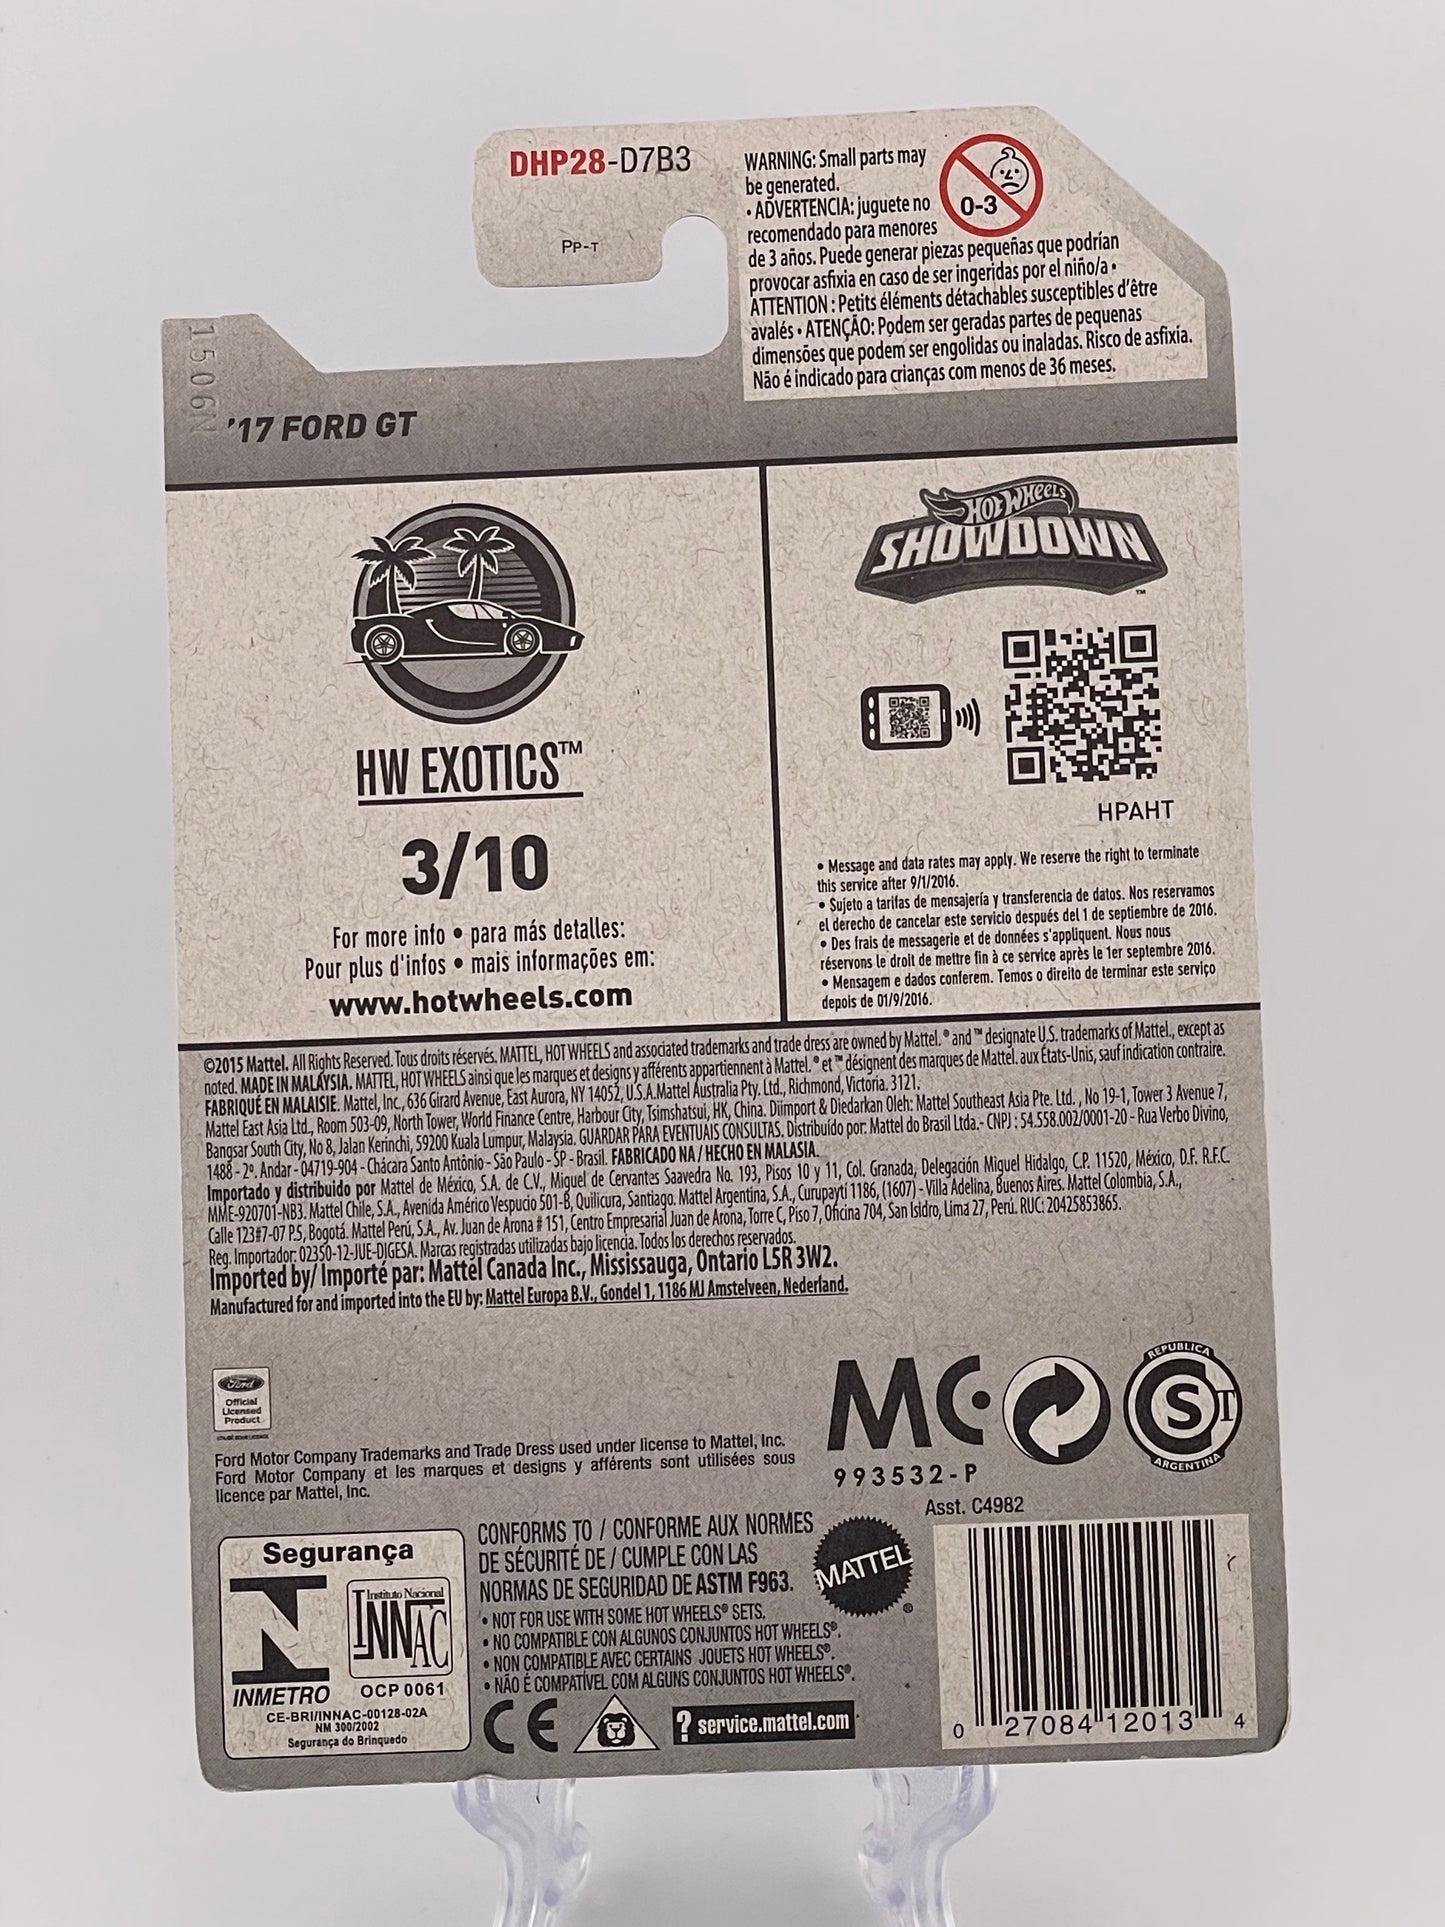 DHP28-D7B3
PP-T
WARNING: Small parts may
be generated.
• ADVERTENCIA: juguete no
recomendado para menores
de 3 años. Puede generar piezas pequeñas que podrían
provocar asfixia en caso de ser ingeridas por el niño/a •
ATTENTION : Petits éléments détachables susceptibles d'être
avalés • ATENÇÃO: Podem ser geradas partes de pequenas
dimensões que podem ser engolidas ou inaladas. Risco de asfixia.
Não é indicado para crianças com menos de 36 meses.
0-3
1506N
'17 FORD GT
HW EXOTICS™
3/10
For more info • para más detalles:
Pour plus d'infos • mais informações em:
www.hotwheels.com
HOT WHEELS
SHOWDOWN™
HPAHT
• Message and data rates may apply. We reserve the right to terminate
this service after 9/1/2016.
• Sujeto a tarifas de mensajería y transferencia de datos. Nos reservamos
el derecho de cancelar este servicio después del 1 de septiembre de 2016.
• Des frais de messagerie et de données s'appliquent. Nous nous
réservons le droit de mettre fin à ce service après le 1er septembre 2016.
• Mensagem e dados conferem. Temos o direito de terminar este serviço
depois de 01/9/2016.
©2015 Mattel. All Rights Reserved. Tous droits réservés. MATTEL, HOT WHEELS and associated trademarks and trade dress are owned by Mattel. ® and ™ designate U.S. trademarks of Mattel., except as
noted. MADE IN MALAYSIA. MATTEL, HOT WHEELS ainsi que les marques et designs y afférents appartiennent à Mattel. ® et ™ désignent des marques de Mattel. aux États-Unis, sauf indication contraire.
FABRIQUÉ EN MALAISIE. Mattel, Inc., 636 Girard Avenue, East Aurora, NY 14052, U.S.A.Mattel Australia Pty. Ltd., Richmond, Victoria. 3121.
Mattel East Asia Ltd., Room 503-09, North Tower, World Finance Centre, Harbour City, Tsimshatsui, HK, China. Diimport & Diedarkan Oleh: Mattel Southeast Asia Pte. Ltd. , No 19-1, Tower 3 Avenue 7,
Bangsar South City, No 8, Jalan Kerinchi, 59200 Kuala Lumpur, Malaysia. GUARDAR PARA EVENTUAIS CONSULTAS. Distribuído por: Mattel do Brasil Ltda.- CNPJ : 54.558.002/0001-20 - Rua Verbo Divino,
1488 - 2º. Andar - 04719-904 - Chácara Santo Antônio - São Paulo - SP - Brasil. FABRICADO NA / HECHO EN MALASIA.
Importado y distribuido por Mattel de México, S.A. de C.V., Miguel de Cervantes Saavedra No. 193, Pisos 10 y 11, Col. Granada, Delegación Miguel Hidalgo, C.P. 11520, México, D.F. R.F.C.
MME-920701-NB3. Mattel Chile, S.A., Avenida Américo Vespucio 501-B, Quilicura, Santiago. Mattel Argentina, S.A., Curupaytí 1186, (1607) - Villa Adelina, Buenos Aires. Mattel Colombia, S.A.,
Calle 123#7-07 P.5, Bogotá. Mattel Perú, S.A., Av. Juan de Arona # 151, Centro Empresarial Juan de Arona, Torre C, Piso 7, Oficina 704, San Isidro, Lima 27, Perú. RUC: 20425853865.
Reg. Importador: 02350-12-JUE-DIGESA. Marcas registradas utilizadas bajo licencia. Todos los derechos reservados.
Imported by/ Importé par: Mattel Canada Inc., Mississauga, Ontario L5R 3W2.
Manufactured for and imported into the EU by: Mattel Europa B.V., Gondel 1, 1186 MJ Amstelveen, Nederland.
Ford
Official
Licensed
Product
Ford Motor Company Trademarks and Trade Dress used under license to Mattel, Inc.
Ford Motor Company et les marques et designs y afférents sont utilisées sous
licence par Mattel, Inc.
MC
993532-P
REPUBLICA
S T
ARGENTINA
Asst. C4982
Segurança
Instituto Nacional
INNAC
INMETRO
OCP 0061
CE-BRI/INNAC-00128-02A
NM 300/2002
Segurança do Brinquedo
CONFORMS TO / CONFORME AUX NORMES
DE SÉCURITÉ DE / CUMPLE CON LAS
NORMAS DE SEGURIDAD DE ASTM F963.
• NOT FOR USE WITH SOME HOT WHEELS® SETS.
• NO COMPATIBLE CON ALGUNOS CONJUNTOS HOT WHEELS®.
• NON COMPATIBLE AVEC CERTAINS JOUETS HOT WHEELS®.
• NÃO É COMPATÍVEL COM ALGUNS CONJUNTOS HOT WHEELS®.
MATTEL®
CE
? service.mattel.com
0 27084 12013 4